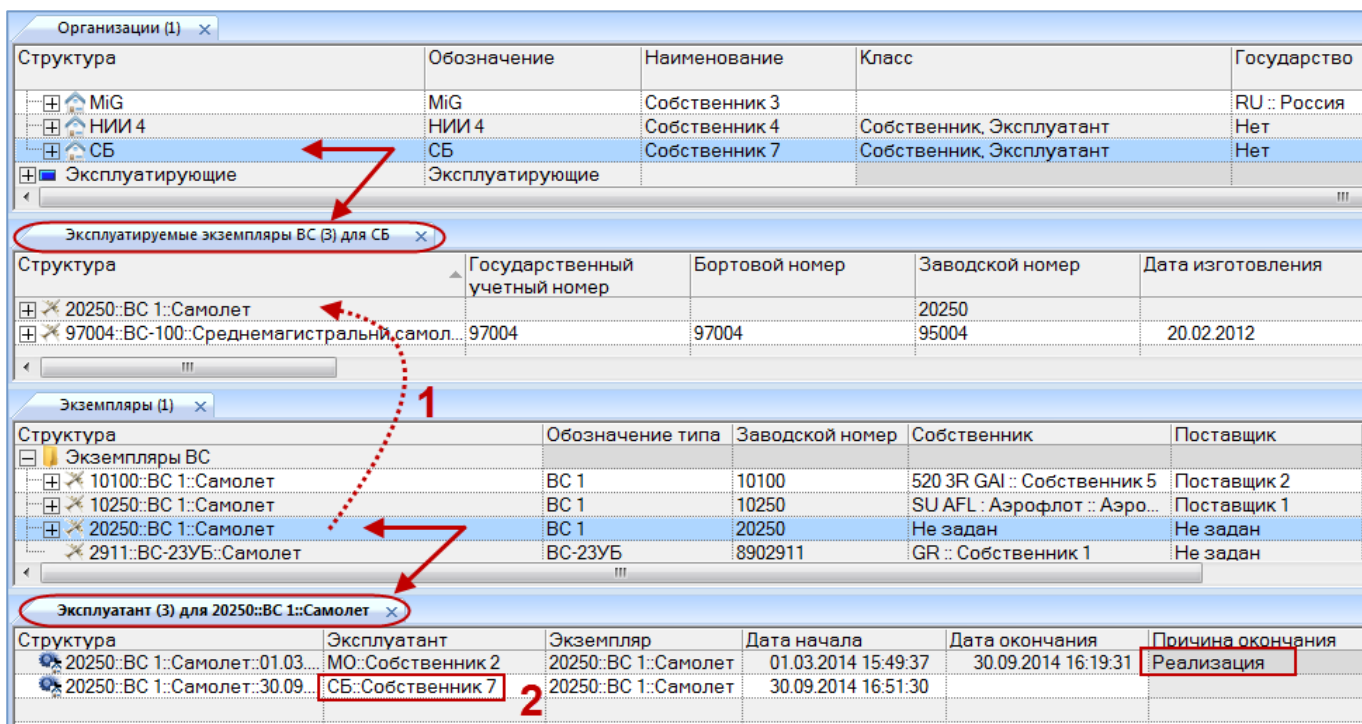 Организации (1)
Структура Обозначение Наименование Класс Государство
MiG MiG Собственник 3 RU :: Россия
НИИ 4 НИИ 4 Собственник 4 Собственник, Эксплуатант Нет
СБ СБ Собственник 7 Собственник, Эксплуатант Нет
Эксплуатирующие Эксплуатирующие
Эксплуатируемые экземпляры ВС (3) для СБ
Структура Государственный учетный номер Бортовой номер Заводской номер Дата изготовления
20250::ВС 1::Самолет 20250
97004::ВС-100::Среднемагистральнй самол... 97004 97004 95004 20.02.2012
1
Экземпляры (1)
Структура Обозначение типа Заводской номер Собственник Поставщик
Экземпляры ВС
10100::ВС 1::Самолет ВС 1 10100 520 3R GAI :: Собственник 5 Поставщик 2
10250::ВС 1::Самолет ВС 1 10250 SU AFL : Аэрофлот :: Аэро... Поставщик 1
20250::ВС 1::Самолет ВС 1 20250 Не задан Не задан
2911::ВС-23УБ::Самолет ВС-23УБ 8902911 GR :: Собственник 1 Не задан
Эксплуатант (3) для 20250::ВС 1::Самолет
Структура Эксплуатант Экземпляр Дата начала Дата окончания Причина окончания
20250::ВС 1::Самолет::01.03.... МО::Собственник 2 20250::ВС 1::Самолет 01.03.2014 15:49:37 30.09.2014 16:19:31 Реализация
20250::ВС 1::Самолет::30.09... СБ::Собственник 7 20250::ВС 1::Самолет 30.09.2014 16:51:30
2